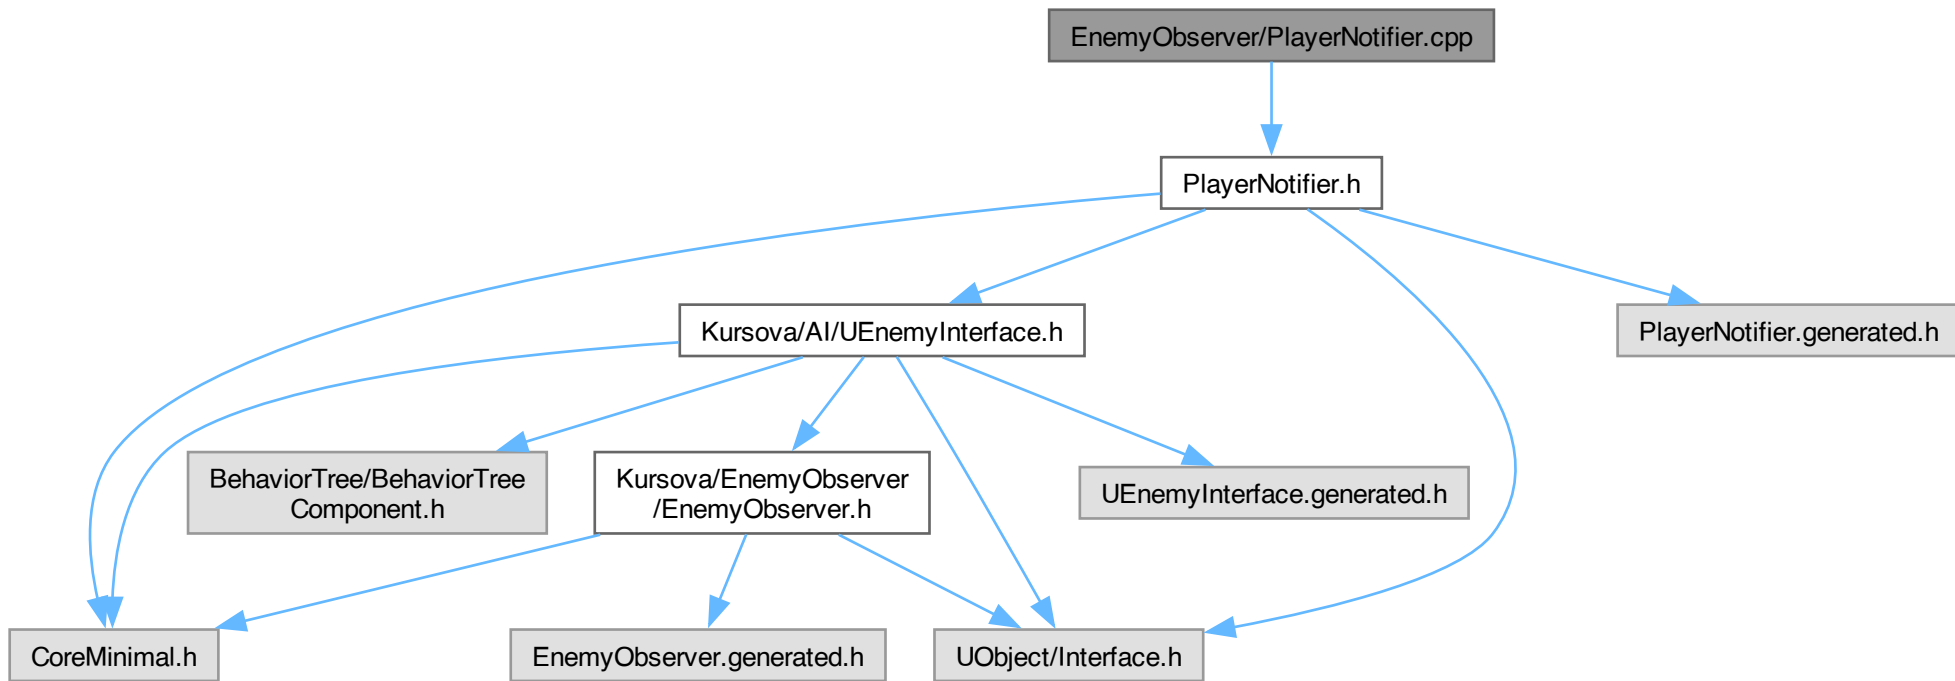 EnemyObserver/PlayerNotifier.cpp
PlayerNotifier.h
Kursova/AI/UEnemyInterface.h
PlayerNotifier.generated.h
BehaviorTree/BehaviorTree
Component.h
Kursova/EnemyObserver
/EnemyObserver.h
UEnemyInterface.generated.h
CoreMinimal.h
EnemyObserver.generated.h
UObject/Interface.h